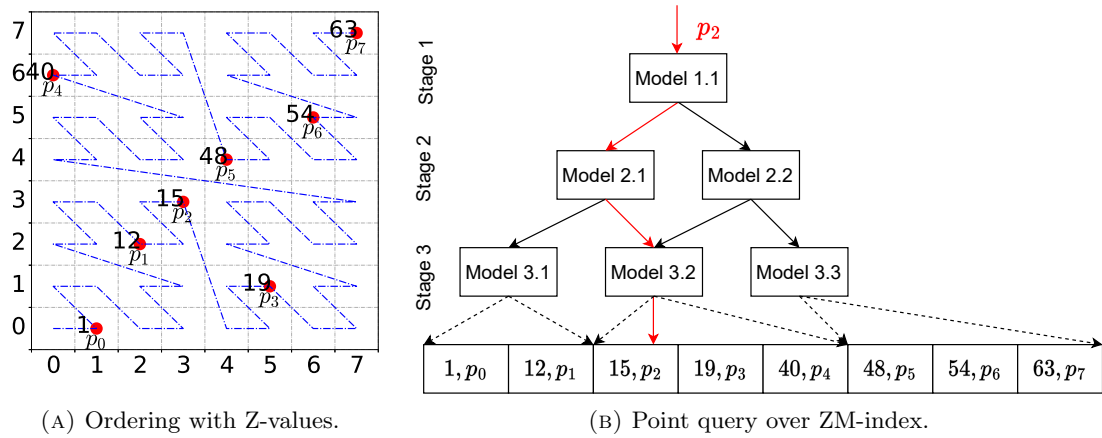 7
6
5
4
3
2
1
0
0 1 2 3 4 5 6 7
63
p7
40
p4
54
p6
48
p5
15
p2
12
p1
19
p3
1
p0
(A) Ordering with Z-values.
Stage 1
Stage 2
Stage 3
p2
Model 1.1
Model 2.1 Model 2.2
Model 3.1 Model 3.2 Model 3.3
1, p0 12, p1 15, p2 19, p3 40, p4 48, p5 54, p6 63, p7
(B) Point query over ZM-index.